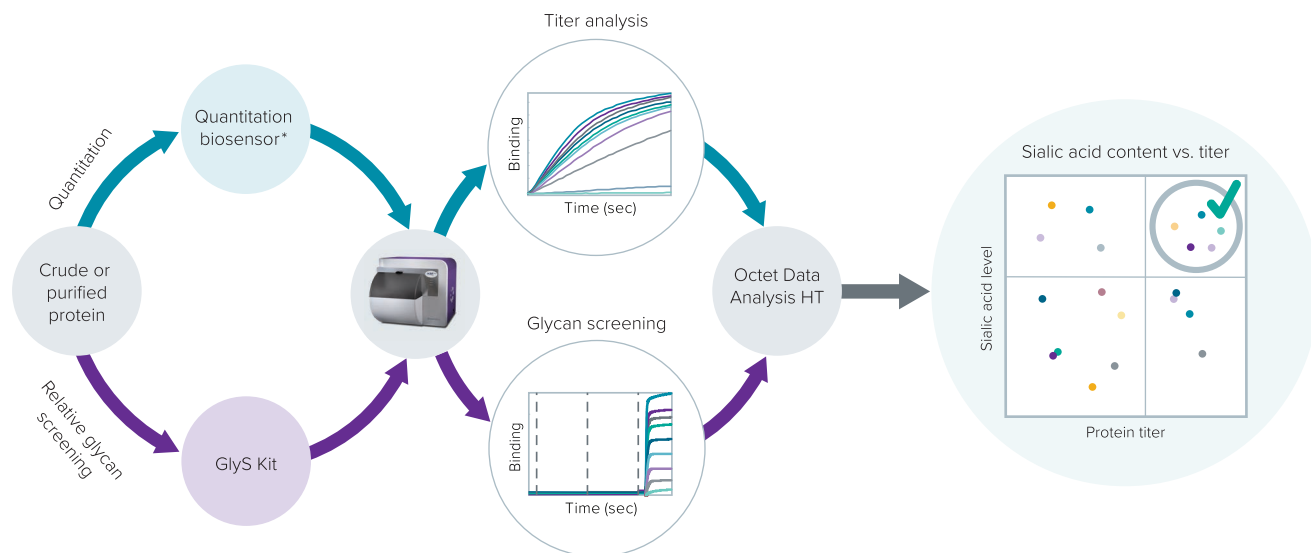 Titer analysis
Binding
Time (sec)
Quantitation
Quantitation
biosensor*
Crude or
purified
protein
Relative glycan
screening
GlyS Kit
Glycan screening
Binding
Time (sec)
Octet Data
Analysis HT
Sialic acid content vs. titer
Sialic acid level
Protein titer